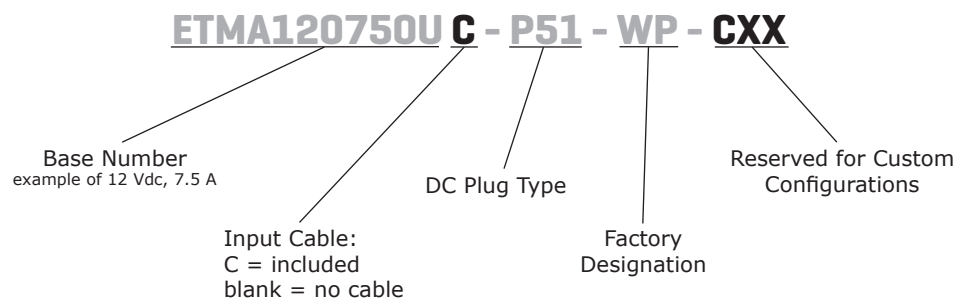 ETMA120750U C - P51 - WP - CXX
Base Number
example of 12 Vdc, 7.5 A
Input Cable:
C = included
blank = no cable
DC Plug Type
Factory
Designation
Reserved for Custom
Configurations